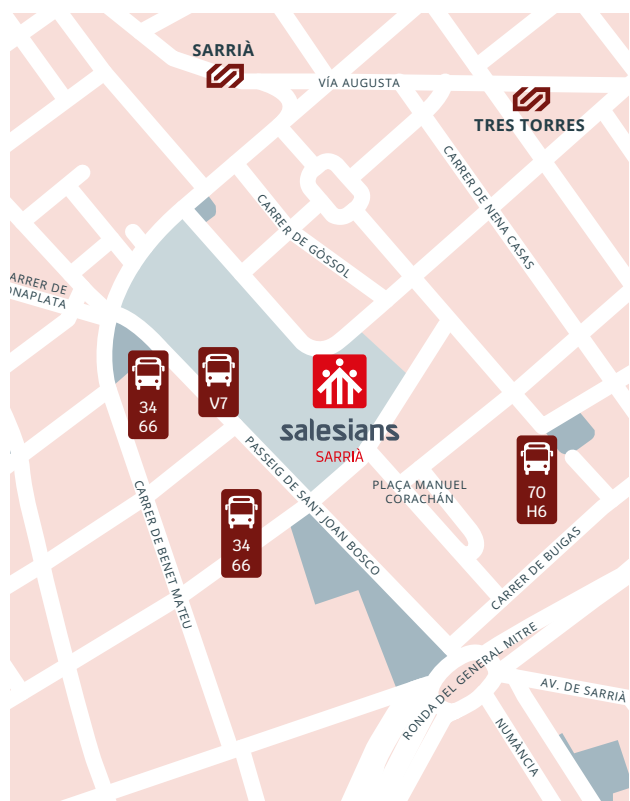 SARRIÀ
VÍA AUGUSTA
TRES TORRES
CARRER DE NENA CASAS
CARRER DE GÒSSOL
ARRER DE
ONAPLATA
34
66
V7
salesians
SARRIÀ
PASSEIG DE SANT JOAN BOSCO
PLAÇA MANUEL
CORACHÁN
70
H6
34
66
CARRER DE BENET MATEU
CARRER DE BUIGAS
RONDA DEL GENERAL MITRE
AV. DE SARRIÀ
NUMÀNCIA